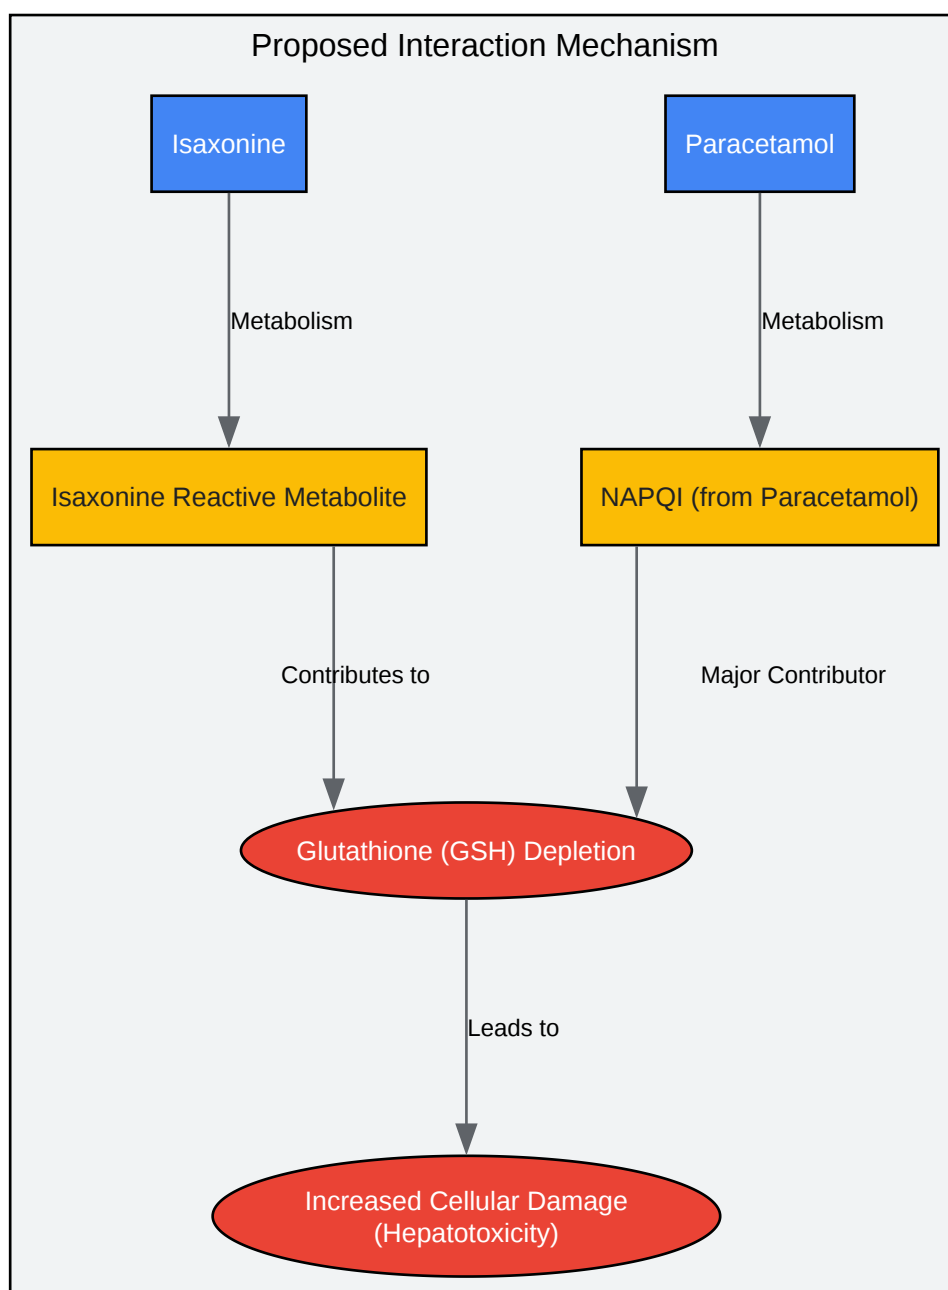 Proposed Interaction Mechanism
Isaxonine
Paracetamol
Metabolism
Metabolism
Isaxonine Reactive Metabolite
NAPQI (from Paracetamol)
Contributes to
Major Contributor
Glutathione (GSH) Depletion
Leads to
Increased Cellular Damage
(Hepatotoxicity)